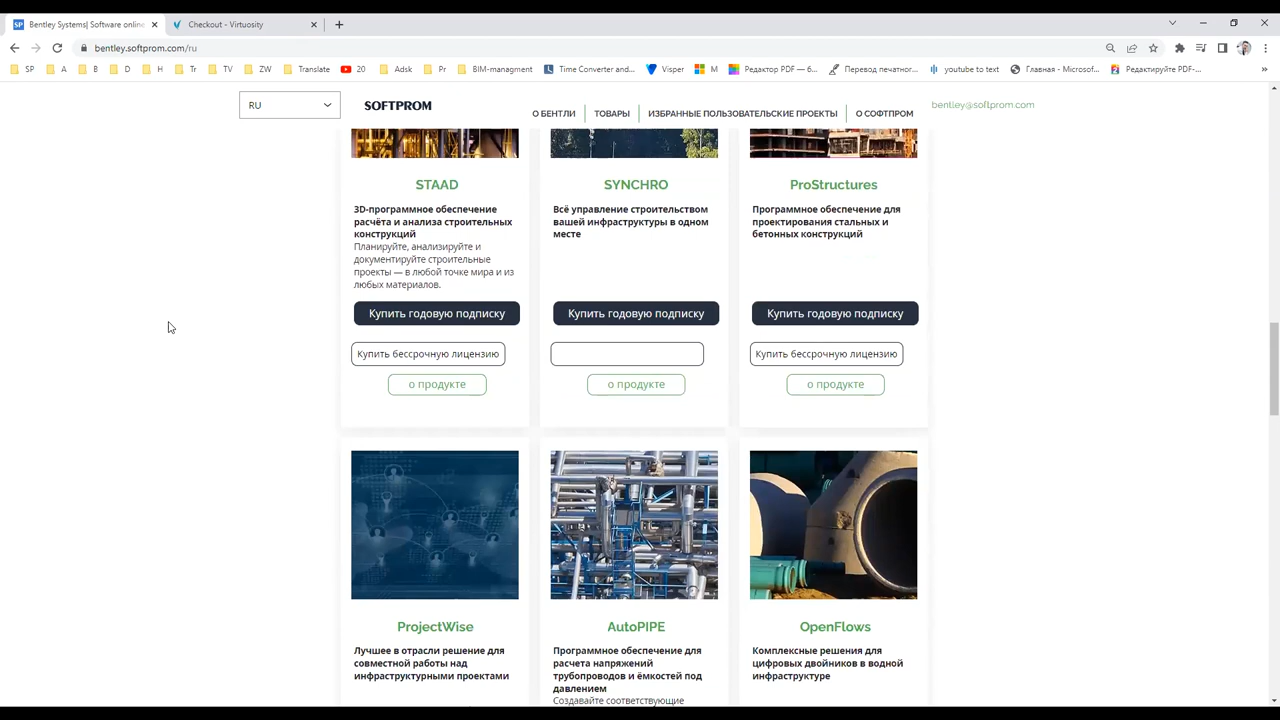 Bentley Systems| Software online
Checkout - Virtuosity
bentley.softprom.com/ru
SP
A
B
D
H
Tr
TV
ZW
Translate
20
Adsk
Pr
BIM-managment
Time Converter and...
Visper
M
Редактор PDF — б...
Перевод печатног...
youtube to text
Главная - Microsof...
Редактируйте PDF-...
RU
SOFTPROM
О БЕНТЛИ
ТОВАРЫ
ИЗБРАННЫЕ ПОЛЬЗОВАТЕЛЬСКИЕ ПРОЕКТЫ
О СОФТПРОМ
bentley@softprom.com
STAAD
3D-программное обеспечение
расчёта и анализа строительных
конструкций
Планируйте, анализируйте и
документируйте строительные
проекты — в любой точке мира и из
любых материалов.
Купить годовую подписку
Купить бессрочную лицензию
о продукте
SYNCHRO
Всё управление строительством
вашей инфраструктуры в одном
месте
Купить годовую подписку
о продукте
ProStructures
Программное обеспечение для
проектирования стальных и
бетонных конструкций
Купить годовую подписку
Купить бессрочную лицензию
о продукте
ProjectWise
Лучшее в отрасли решение для
совместной работы над
инфраструктурными проектами
AutoPIPE
Программное обеспечение для
расчета напряжений
трубопроводов и ёмкостей под
давлением
Создавайте соответствующие
OpenFlows
Комплексные решения для
цифровых двойников в водной
инфраструктуре